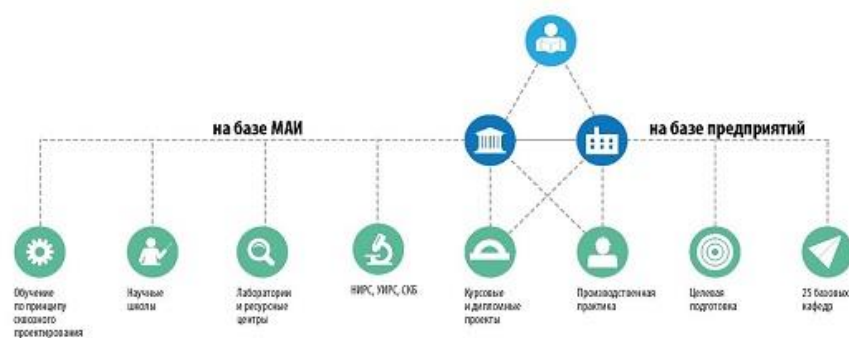 на базе МАИ
на базе предприятий
Обучение
по принципу
сквозного
проектирования
Научные
школы
Лаборатории
и ресурсные
центры
НИРС, УИРС, СКБ
Курсовые
и дипломные
проекты
Производственная
практика
Целевая
подготовка
25 базовых
кафедр